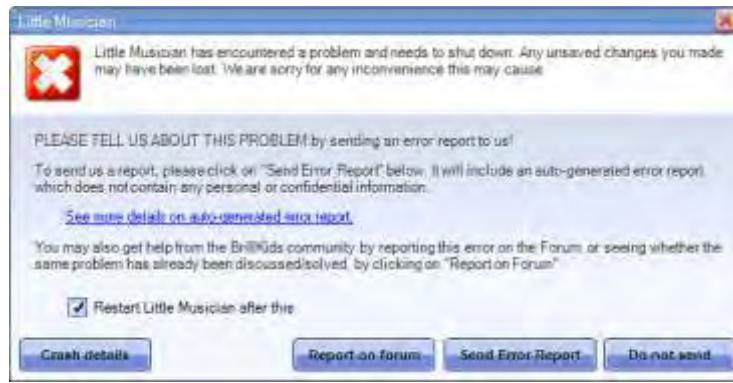 Little Musician
Little Musician has encountered a problem and needs to shut down. Any unsaved changes you made
may have been lost. We are sorry for any inconvenience this may cause
PLEASE TELL US ABOUT THIS PROBLEM by sending an error report to us!
To send us a report, please click on "Send Error Report" below. It will include an auto-generated error report,
which does not contain any personal or confidential information.
See more details on auto-generated error report.
You may also get help from the BrillKids community by reporting this error on the Forum or seeing whether the
same problem has already been discussed/solved, by clicking on "Report on Forum"
Restart Little Musician after this
Crash details
Report on forum
Send Error Report
Do not send